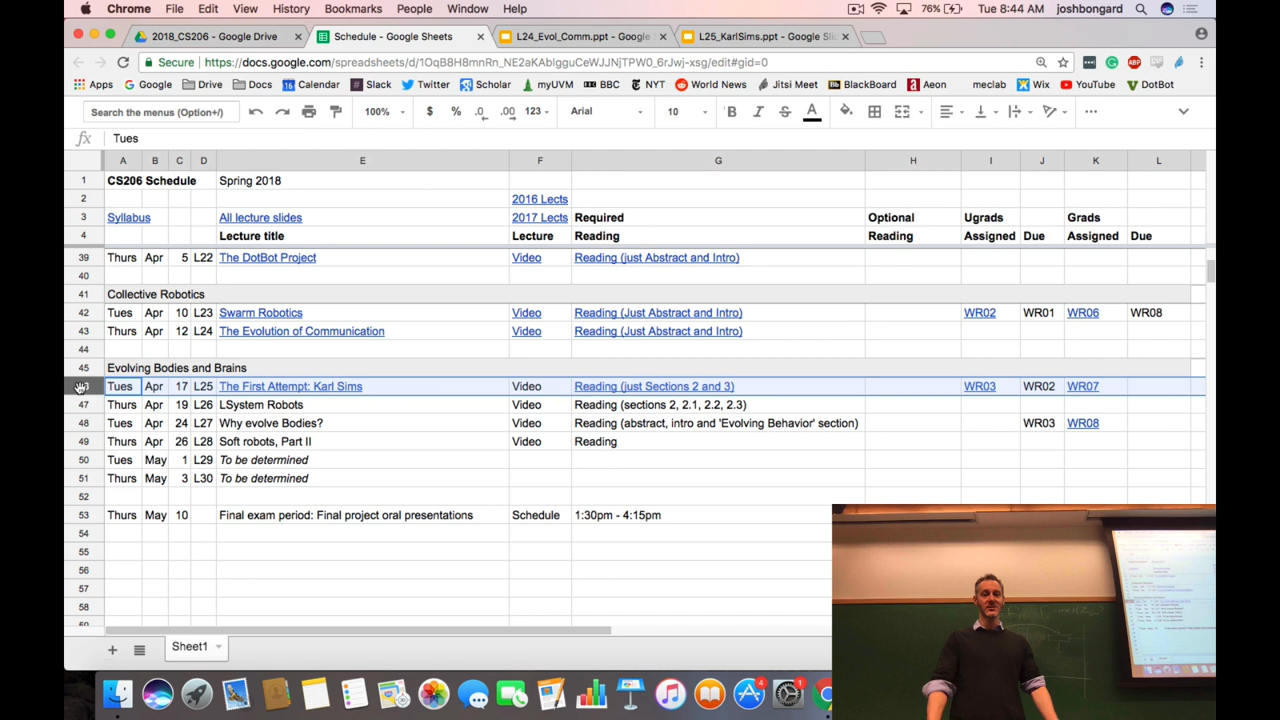 Chrome File Edit View History Bookmarks People Window Help 76% Tue 8:44 AM joshbongard
2018_CS206 - Google Drive Schedule - Google Sheets L24_Evol_Comm.ppt - Google L25_KarlSims.ppt - Google Slid
Secure https://docs.google.com/spreadsheets/d/
Apps Google Drive Docs Calendar Slack Twitter Scholar myUVM BBC NYT World News Jitsi Meet BlackBoard Aeon meclab Wix YouTube DotBot
Search the menus (Option+/) 100% $ % .0 .00 123 Arial 10 B I S A
fx Tues
A B C D E F G H I J K L
1 CS206 Schedule Spring 2018
2 2016 Lects
3 Syllabus All lecture slides 2017 Lects Required Optional Ugrads Grads
4 Lecture title Lecture Reading Reading Assigned Due Assigned Due
39 Thurs Apr 5 L22 The DotBot Project Video Reading (just Abstract and Intro)
40
41 Collective Robotics
42 Tues Apr 10 L23 Swarm Robotics Video Reading (Just Abstract and Intro) WR02 WR01 WR06 WR08
43 Thurs Apr 12 L24 The Evolution of Communication Video Reading (Just Abstract and Intro)
44
45 Evolving Bodies and Brains
Tues Apr 17 L25 The First Attempt: Karl Sims Video Reading (just Sections 2 and 3) WR03 WR02 WR07
47 Thurs Apr 19 L26 LSystem Robots Video Reading (sections 2, 2.1, 2.2, 2.3)
48 Tues Apr 24 L27 Why evolve Bodies? Video Reading (abstract, intro and 'Evolving Behavior' section) WR03 WR08
49 Thurs Apr 26 L28 Soft robots, Part II Video Reading
50 Tues May 1 L29 To be determined
51 Thurs May 3 L30 To be determined
52
53 Thurs May 10 Final exam period: Final project oral presentations Schedule 1:30pm - 4:15pm
54
55
56
57
58
Sheet1
4 1